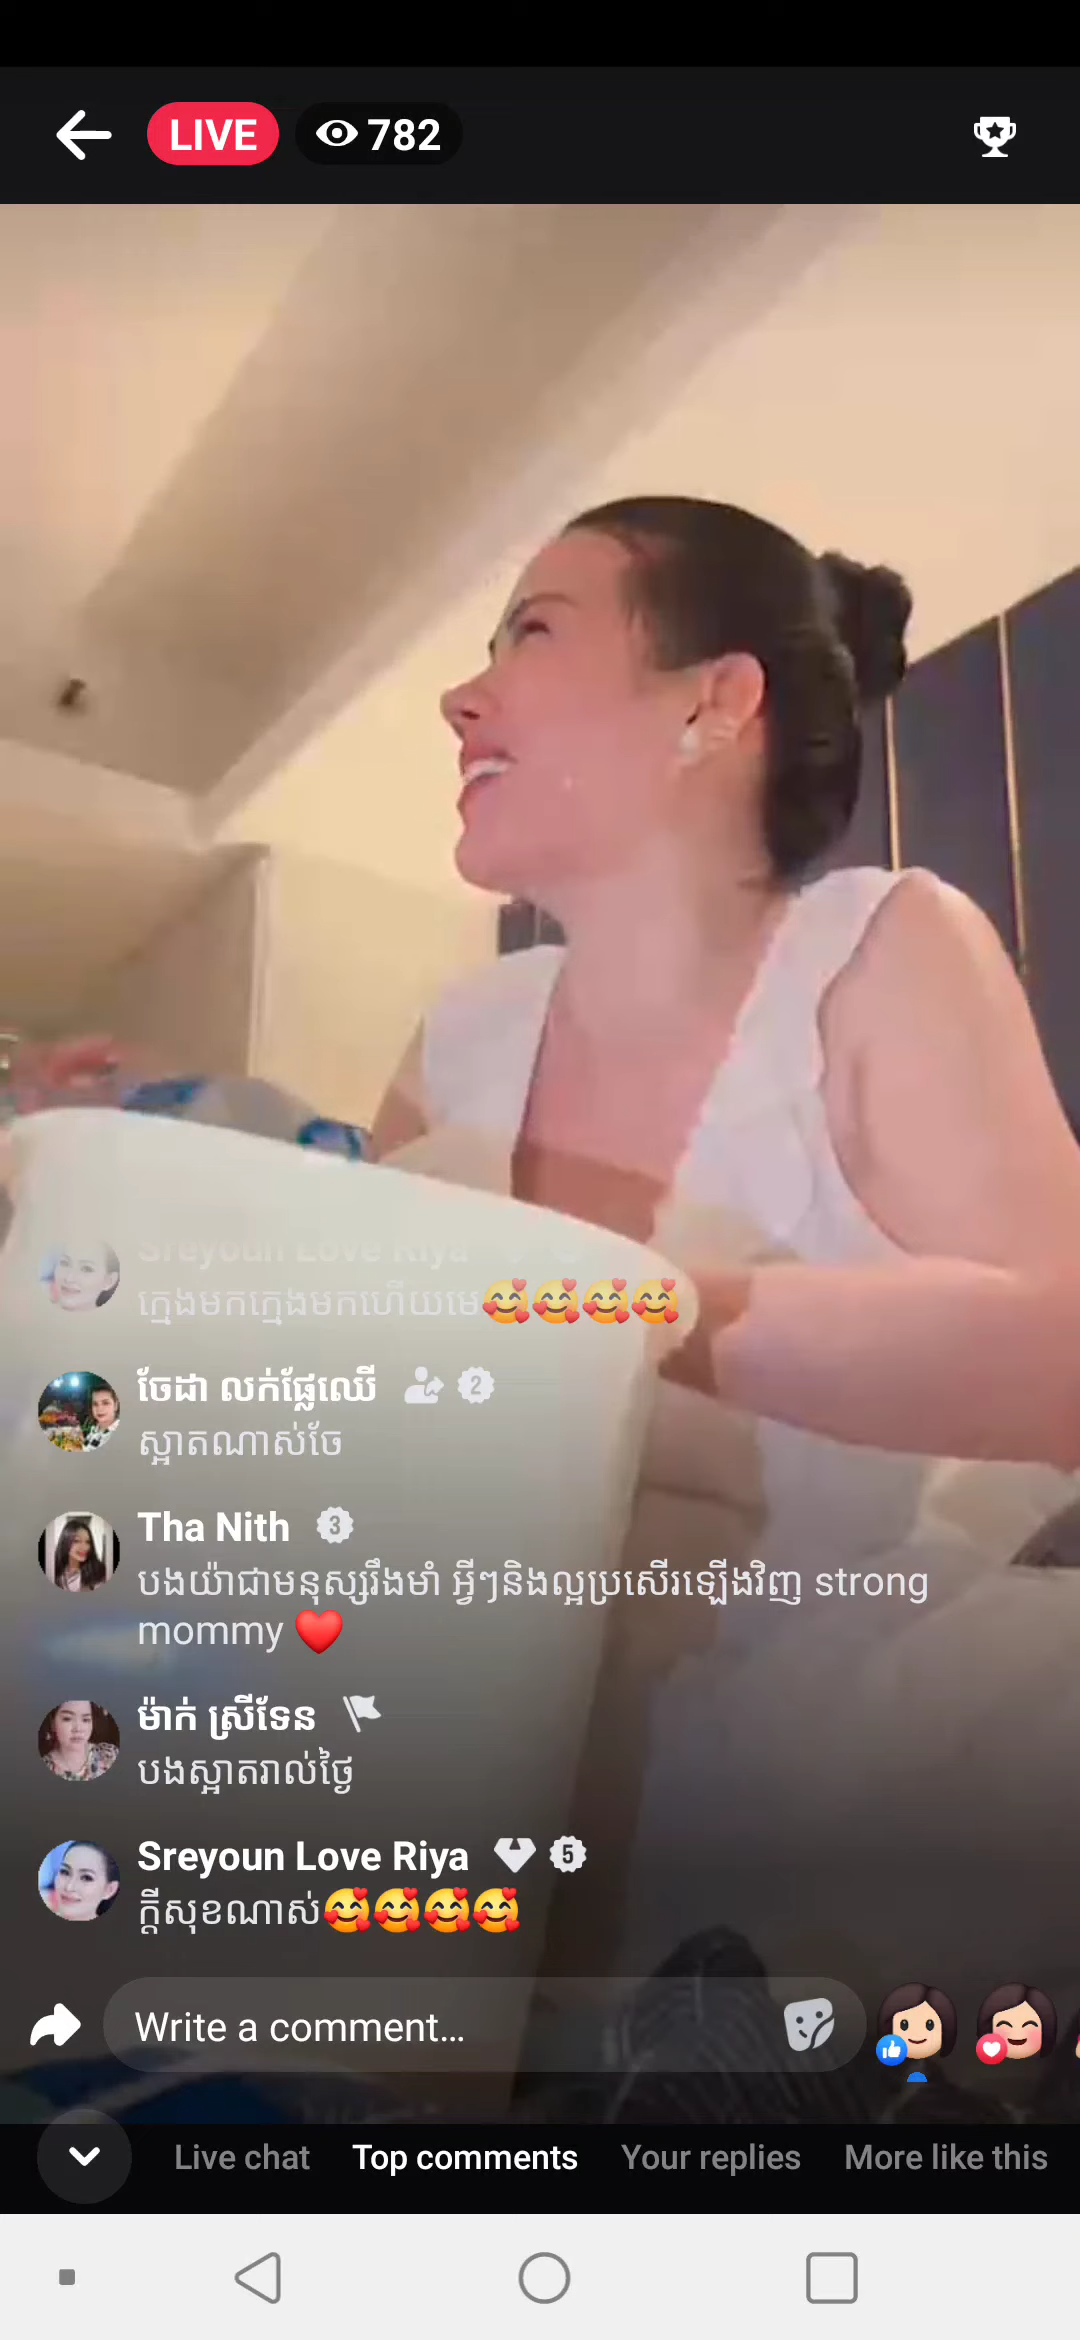 LIVE 782
Sreyoun Love Riya
ក្មេងមកក្មេងមកហើយមេ🥰🥰🥰🥰
ចែដា លក់ផ្លែឈើ 2
ស្អាតណាស់ចែ
Tha Nith 3
បងយ៉ាជាមនុស្សរឹងមាំ អ្វីៗនិងល្អប្រសើរឡើងវិញ strong
mommy ❤️
ម៉ាក់ ស្រីទែន
បងស្អាតរាល់ថ្ងៃ
Sreyoun Love Riya 5
ក្ដីសុខណាស់🥰🥰🥰🥰
Write a comment...
Live chat Top comments Your replies More like this